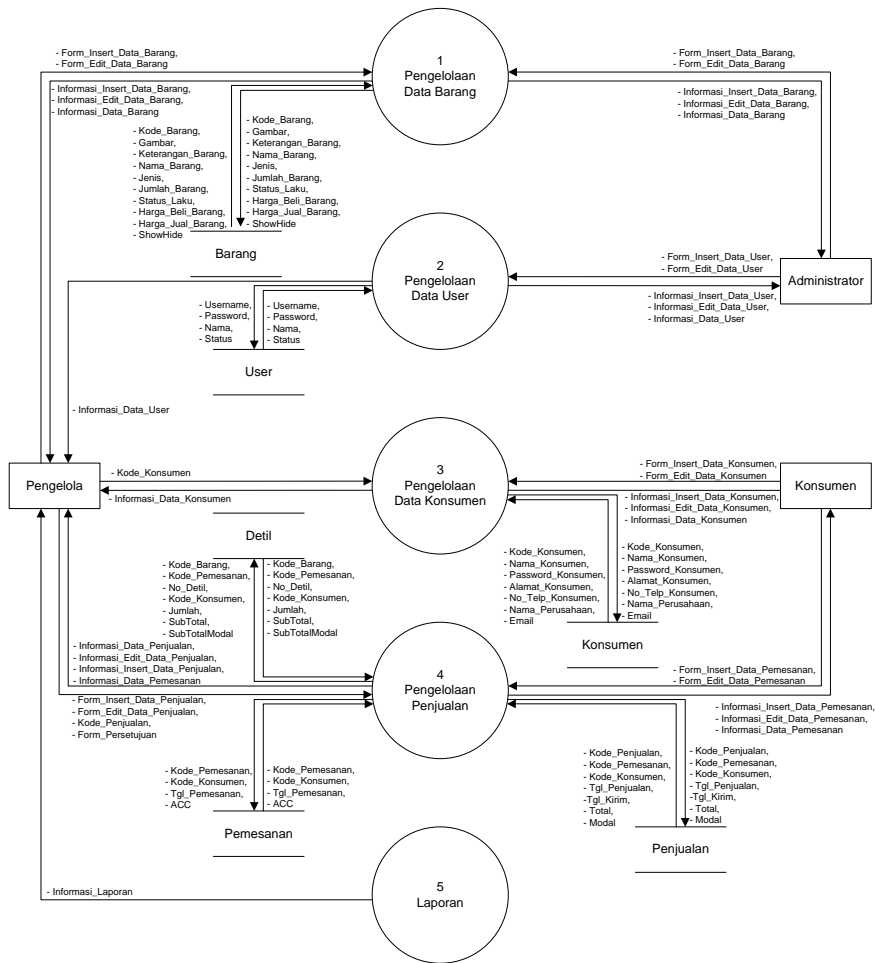 - Form_Insert_Data_Barang,
- Form_Edit_Data_Barang
- Informasi_Insert_Data_Barang,
- Informasi_Edit_Data_Barang,
- Informasi_Data_Barang
1
Pengelolaan
Data Barang
- Form_Insert_Data_Barang,
- Form_Edit_Data_Barang
- Informasi_Insert_Data_Barang,
- Informasi_Edit_Data_Barang,
- Informasi_Data_Barang
- Kode_Barang,
- Gambar,
- Keterangan_Barang,
- Nama_Barang,
- Jenis,
- Jumlah_Barang,
- Status_Laku,
- Harga_Beli_Barang,
- Harga_Jual_Barang,
- ShowHide
- Kode_Barang,
- Gambar,
- Keterangan_Barang,
- Nama_Barang,
- Jenis,
- Jumlah_Barang,
- Status_Laku,
- Harga_Beli_Barang,
- Harga_Jual_Barang,
- ShowHide
Barang
2
Pengelolaan
Data User
- Form_Insert_Data_User,
- Form_Edit_Data_User
Administrator
- Informasi_Insert_Data_User,
- Informasi_Edit_Data_User,
- Informasi_Data_User
- Username,
- Password,
- Nama,
- Status
- Username,
- Password,
- Nama,
- Status
User
- Informasi_Data_User
Pengelola
- Kode_Konsumen
- Informasi_Data_Konsumen
3
Pengelolaan
Data Konsumen
- Form_Insert_Data_Konsumen,
- Form_Edit_Data_Konsumen
Konsumen
- Informasi_Insert_Data_Konsumen,
- Informasi_Edit_Data_Konsumen,
- Informasi_Data_Konsumen
Detil
- Kode_Barang,
- Kode_Pemesanan,
- No_Detil,
- Kode_Konsumen,
- Jumlah,
- SubTotal,
- SubTotalModal
- Kode_Barang,
- Kode_Pemesanan,
- No_Detil,
- Kode_Konsumen,
- Jumlah,
- SubTotal,
- SubTotalModal
- Kode_Konsumen,
- Nama_Konsumen,
- Password_Konsumen,
- Alamat_Konsumen,
- No_Telp_Konsumen,
- Nama_Perusahaan,
- Email
- Kode_Konsumen,
- Nama_Konsumen,
- Password_Konsumen,
- Alamat_Konsumen,
- No_Telp_Konsumen,
- Nama_Perusahaan,
- Email
Konsumen
- Informasi_Data_Penjualan,
- Informasi_Edit_Data_Penjualan,
- Informasi_Insert_Data_Penjualan,
- Informasi_Data_Pemesanan
- Form_Insert_Data_Penjualan,
- Form_Edit_Data_Penjualan,
- Kode_Penjualan,
- Form_Persetujuan
4
Pengelolaan
Penjualan
- Form_Insert_Data_Pemesanan,
- Form_Edit_Data_Pemesanan
- Informasi_Insert_Data_Pemesanan,
- Informasi_Edit_Data_Pemesanan,
- Informasi_Data_Pemesanan
- Kode_Pemesanan,
- Kode_Konsumen,
- Tgl_Pemesanan,
- ACC
- Kode_Pemesanan,
- Kode_Konsumen,
- Tgl_Pemesanan,
- ACC
Pemesanan
- Kode_Penjualan,
- Kode_Pemesanan,
- Kode_Konsumen,
- Tgl_Penjualan,
-Tgl_Kirim,
- Total,
- Modal
- Kode_Penjualan,
- Kode_Pemesanan,
- Kode_Konsumen,
- Tgl_Penjualan,
-Tgl_Kirim,
- Total,
- Modal
Penjualan
5
Laporan
- Informasi_Laporan